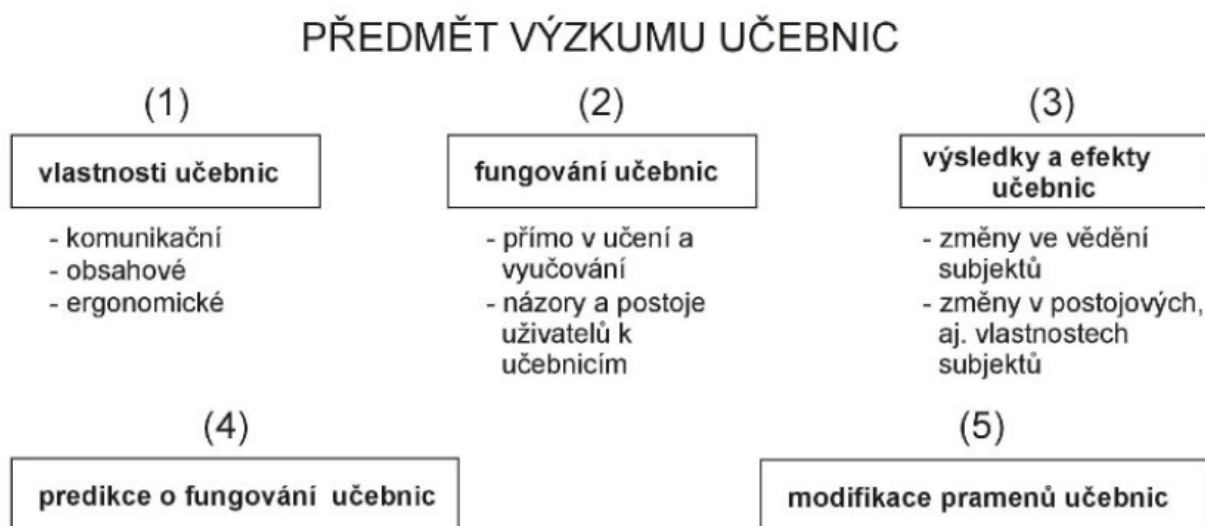 PŘEDMĚT VÝZKUMU UČEBNIC
(1)
vlastnosti učebnic
- komunikační
- obsahové
- ergonomické
(2)
fungování učebnic
- přímo v učení a
vyučování
- názory a postoje
uživatelů k
učebnicím
(3)
výsledky a efekty
učebnic
- změny ve vědění
subjektů
- změny v postojových,
aj. vlastnostech
subjektů
(4)
predikce o fungování učebnic
(5)
modifikace pramenů učebnic